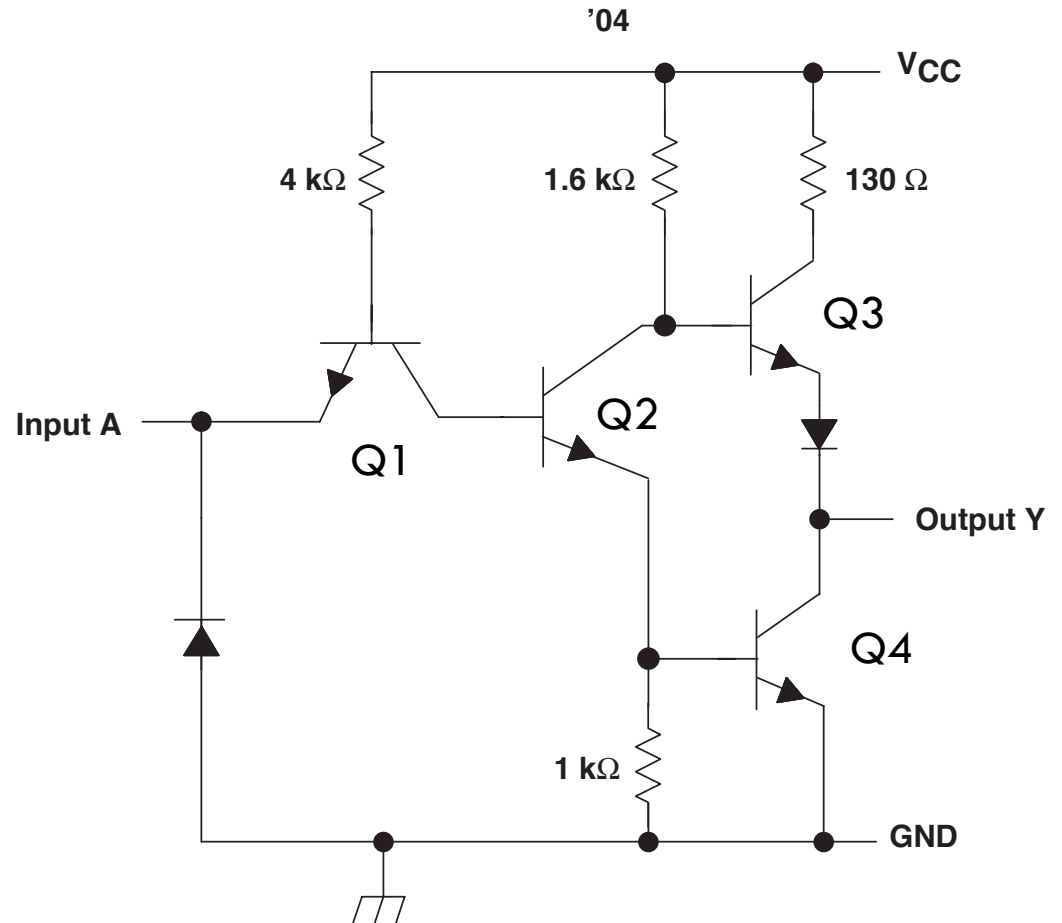 ’04
VCC
4 kΩ
1.6 kΩ
130 Ω
Q3
Input A
Q1
Q2
Output Y
Q4
1 kΩ
GND